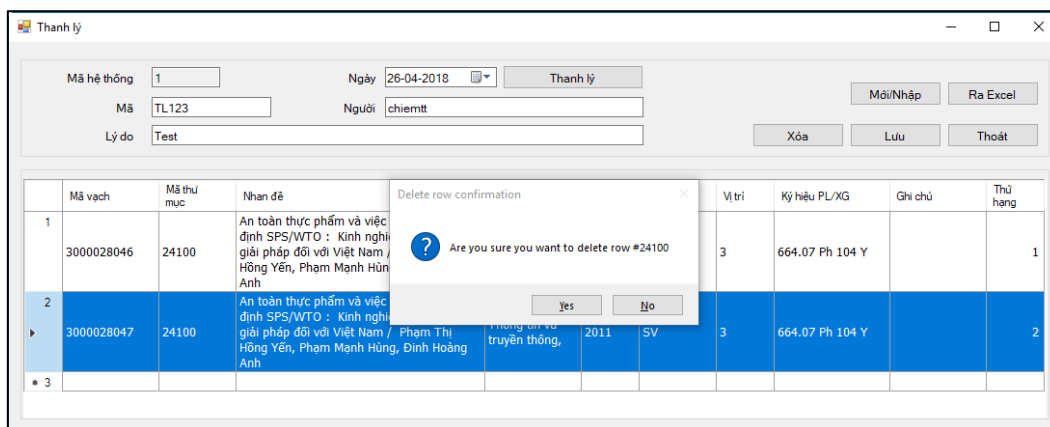 Thanh lý
Mã hệ thống 1 Ngày 26-04-2018 Thanh lý
Mới/Nhập Ra Excel
Mã TL123 Người chiemtt
Lý do Test Xóa Lưu Thoát
Mã vạch Mã thư mục Nhan đề Vị trí Ký hiệu PL/XG Ghi chú Thứ hạng
Delete row confirmation
Are you sure you want to delete row #24100
Yes No
1 3000028046 24100 3 664.07 Ph 104 Y 1
An toàn thực phẩm và việc
định SPS/WTO : Kinh nghi
giải pháp đối với Việt Nam /
Hồng Yến, Phạm Mạnh Hùn
Anh
2 3000028047 24100 2011 SV 3 664.07 Ph 104 Y 2
An toàn thực phẩm và việc
định SPS/WTO : Kinh nghi
giải pháp đối với Việt Nam / Phạm Thị
Hồng Yến, Phạm Mạnh Hùng, Đinh Hoàng
Anh
Thông tin và
truyền thông,
3